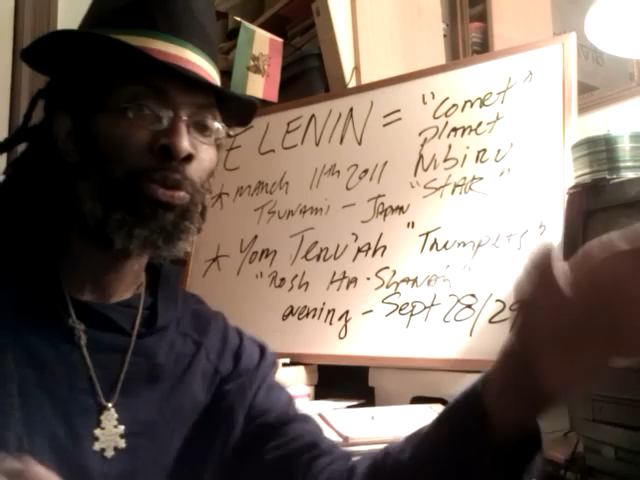 ELENIN = "Comet"
planet
Nibiru
* MARCH 11th 2011 "STAR"
TSUNAMI - JAPAN
* Yom Teru'ah "Trumpets"
"Rosh Ha-Shanah"
evening - Sept 28/29